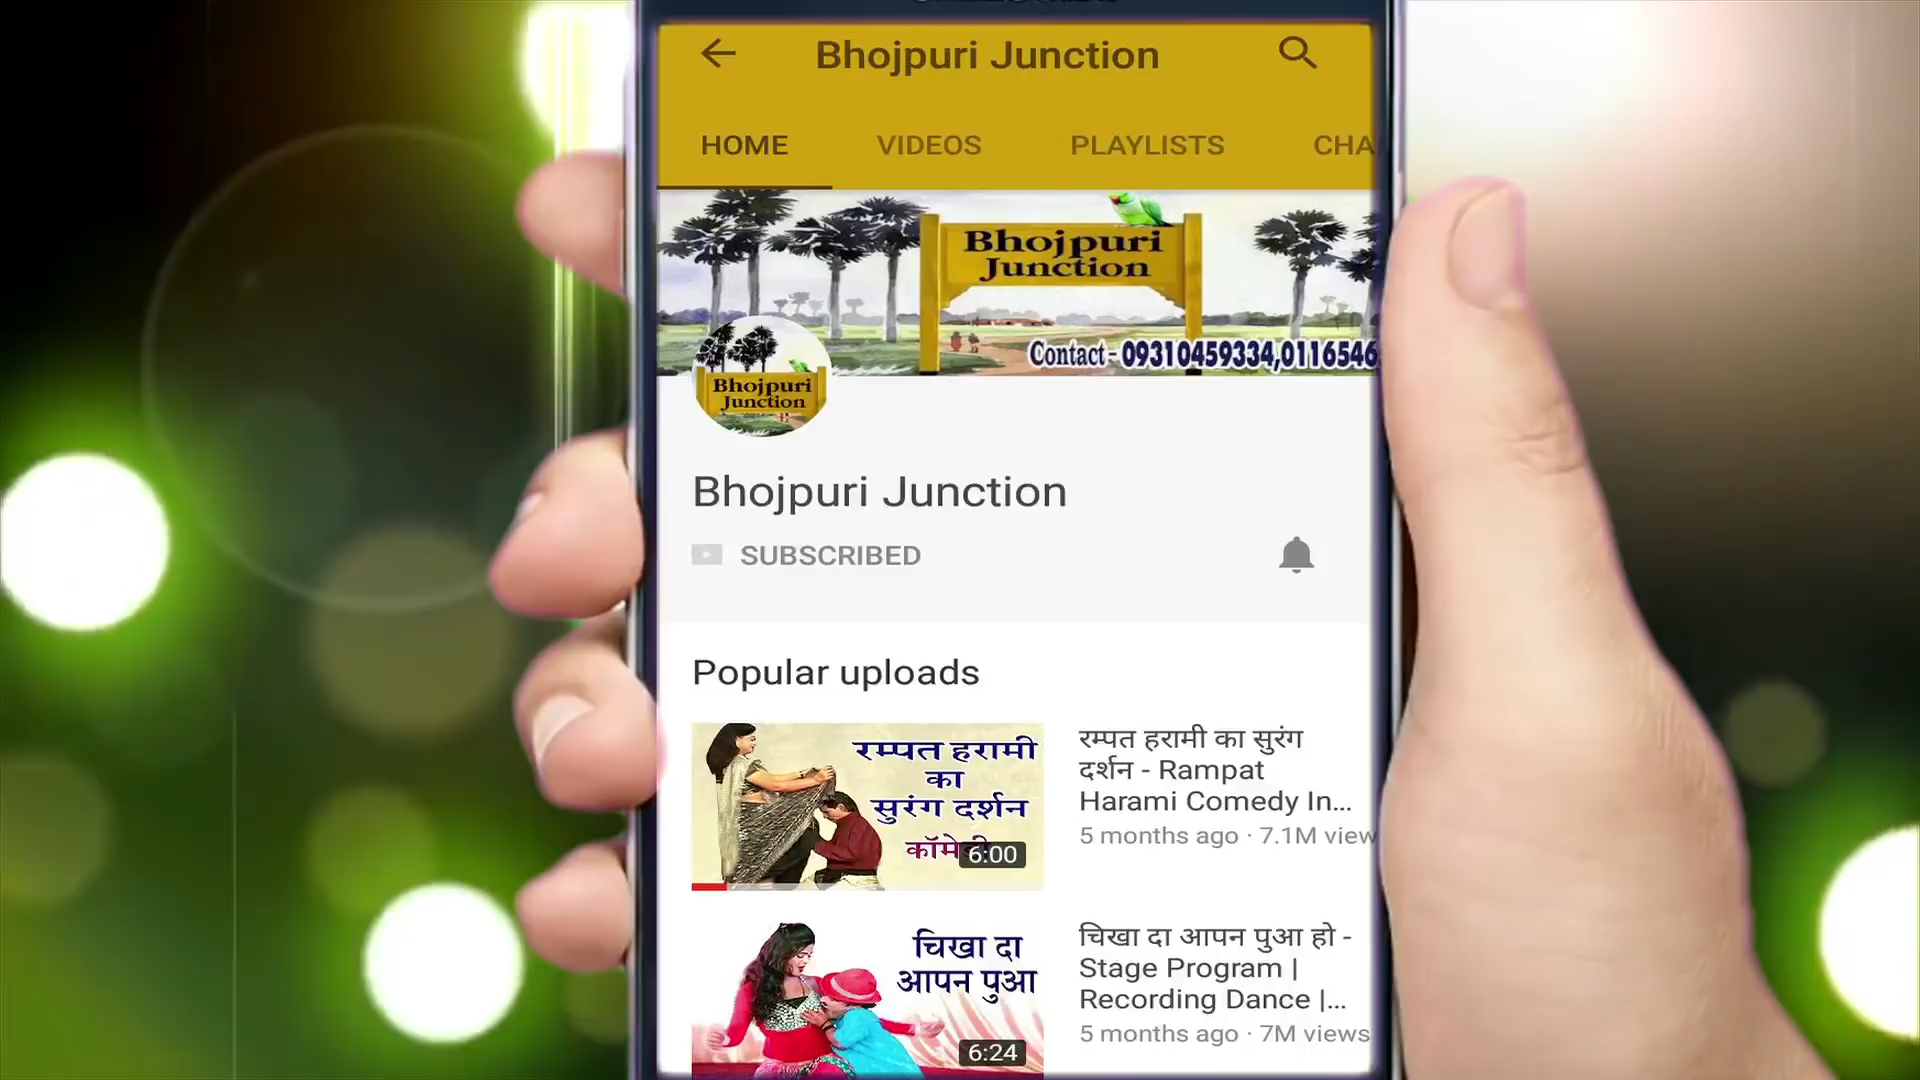 Bhojpuri Junction
HOME VIDEOS PLAYLISTS CHA
Bhojpuri
Junction
Contact - 09310459334,0116546
Bhojpuri
Junction
Bhojpuri Junction
SUBSCRIBED
Popular uploads
रम्पत हरामी
का
सुरंग दर्शन
कॉमेडी
6:00
रम्पत हरामी का सुरंग
दर्शन - Rampat
Harami Comedy In...
5 months ago · 7.1M view
चिखा दा
आपन पुआ
6:24
चिखा दा आपन पुआ हो -
Stage Program |
Recording Dance |...
5 months ago · 7M views